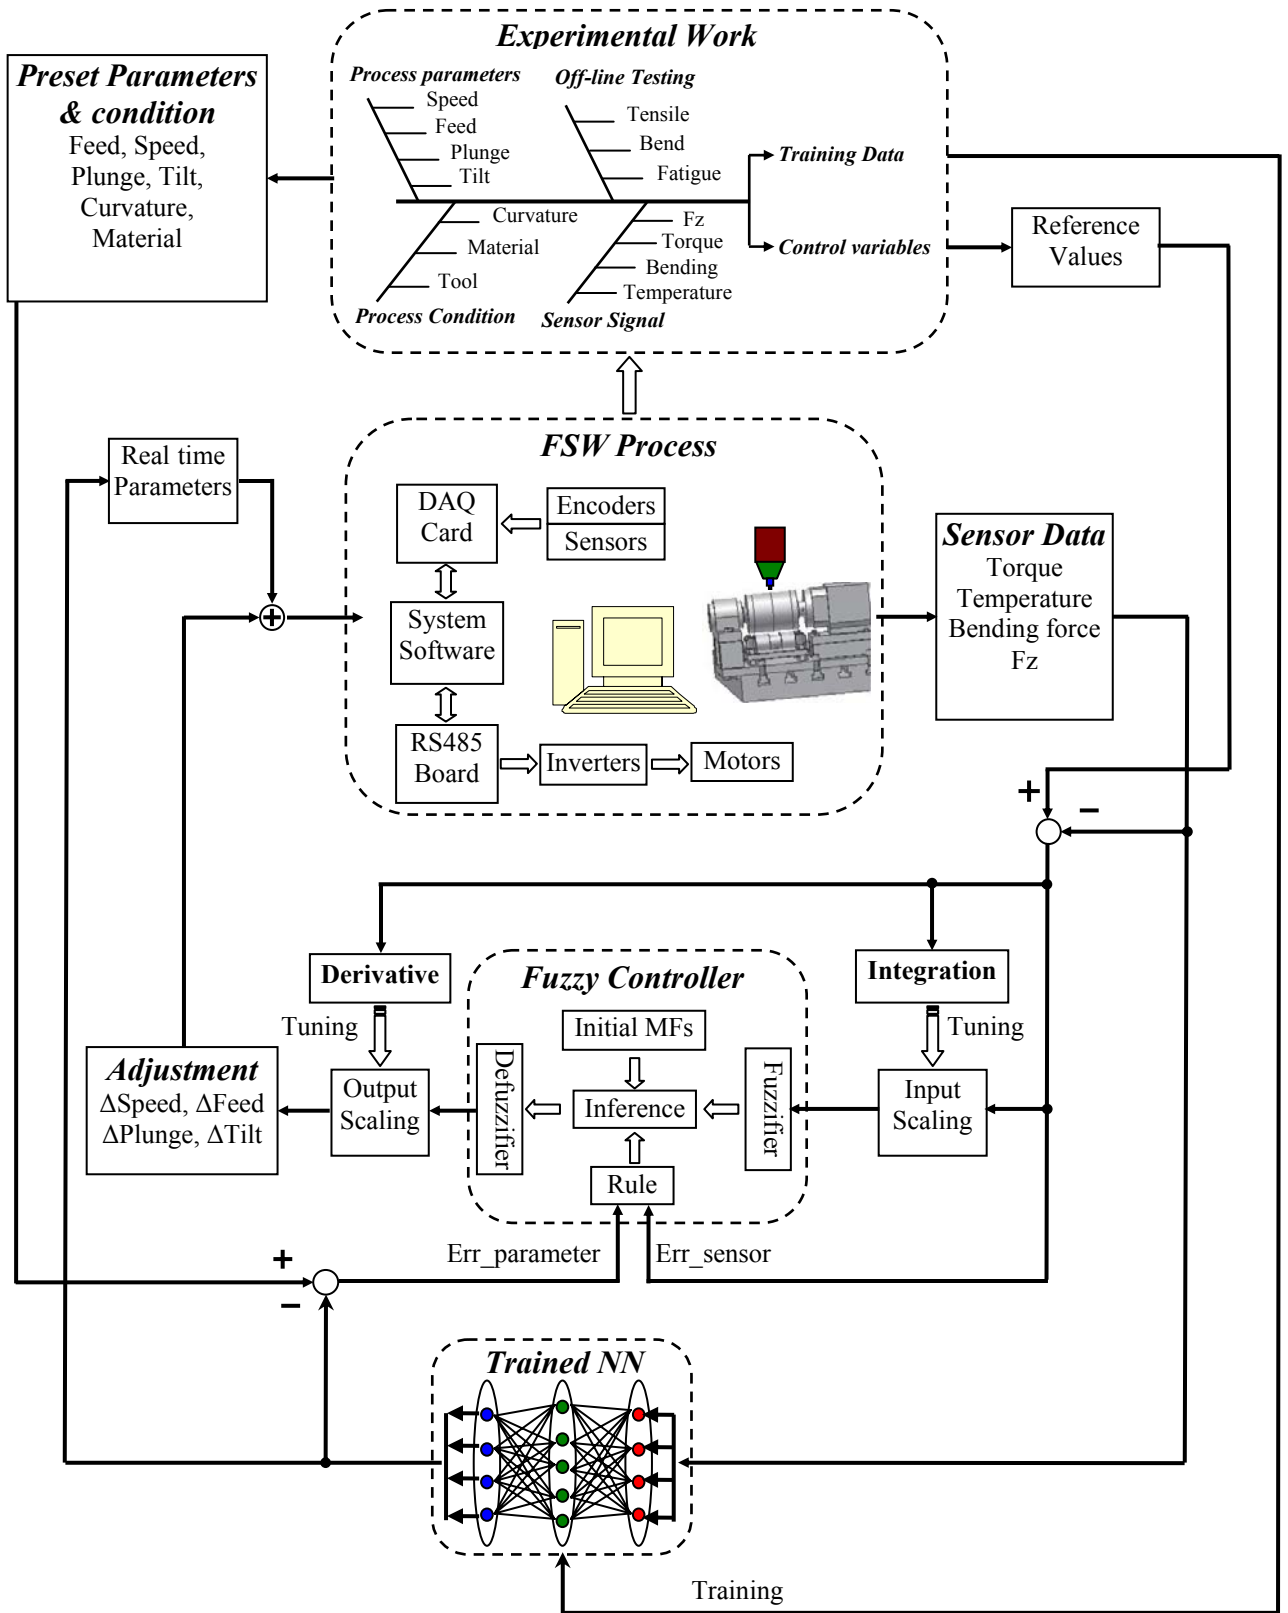 Experimental Work
Preset Parameters
& condition
Feed, Speed,
Plunge, Tilt,
Curvature,
Material
Process parameters
Speed
Feed
Plunge
Tilt
Off-line Testing
Tensile
Bend
Fatigue
Training Data
Control variables
Curvature
Material
Tool
Process Condition
Fz
Torque
Bending
Temperature
Sensor Signal
Reference
Values
Real time
Parameters
+
FSW Process
DAQ
Card
Encoders
Sensors
System
Software
RS485
Board
Inverters
Motors
Sensor Data
Torque
Temperature
Bending force
Fz
+
−
Derivative
Tuning
Fuzzy Controller
Initial MFs
Integration
Tuning
Adjustment
ΔSpeed, ΔFeed
ΔPlunge, ΔTilt
Output
Scaling
Defuzzifier
Inference
Fuzzifier
Input
Scaling
Rule
Err_parameter
Err_sensor
+
−
Trained NN
Training